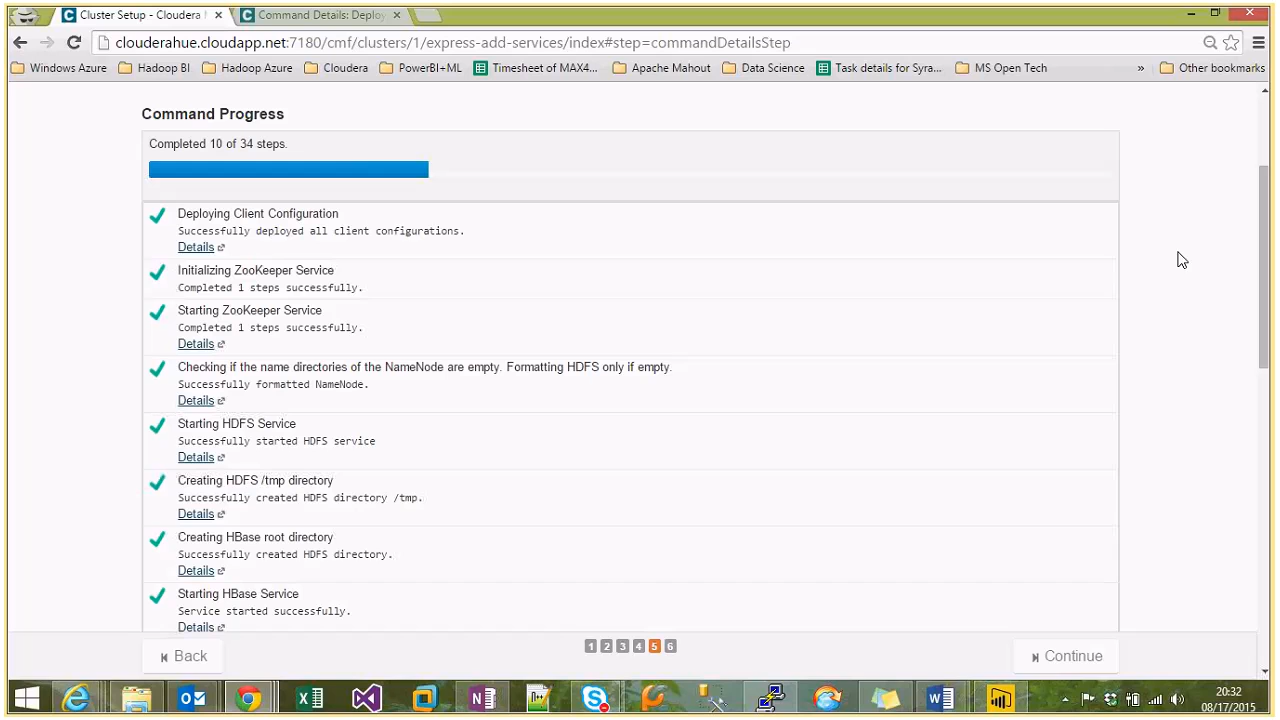 Cluster Setup - Cloudera
Command Details: Deploy
clouderahue.cloudapp.net:7180/cmf/clusters/1/express-add-service/index#step=commandDetailsStep
Windows Azure
Hadoop BI
Hadoop Azure
Cloudera
PowerBI+ML
Timesheet of MAX4...
Apache Mahout
Data Science
Task details for Syra...
MS Open Tech
»
Other bookmarks
Command Progress
Completed 10 of 34 steps.
Deploying Client Configuration
Successfully deployed all client configurations.
Details
Initializing ZooKeeper Service
Completed 1 steps successfully.
Starting ZooKeeper Service
Completed 1 steps successfully.
Details
Checking if the name directories of the NameNode are empty. Formatting HDFS only if empty.
Successfully formatted NameNode.
Details
Starting HDFS Service
Successfully started HDFS service
Details
Creating HDFS /tmp directory
Successfully created HDFS directory /tmp.
Details
Creating HBase root directory
Successfully created HDFS directory.
Details
Starting HBase Service
Service started successfully.
Details
Back
1 2 3 4 5 6
Continue
20:32
08/17/2015